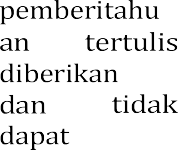 pemberitahu
an tertulis
diberikan
dan tidak
dapat